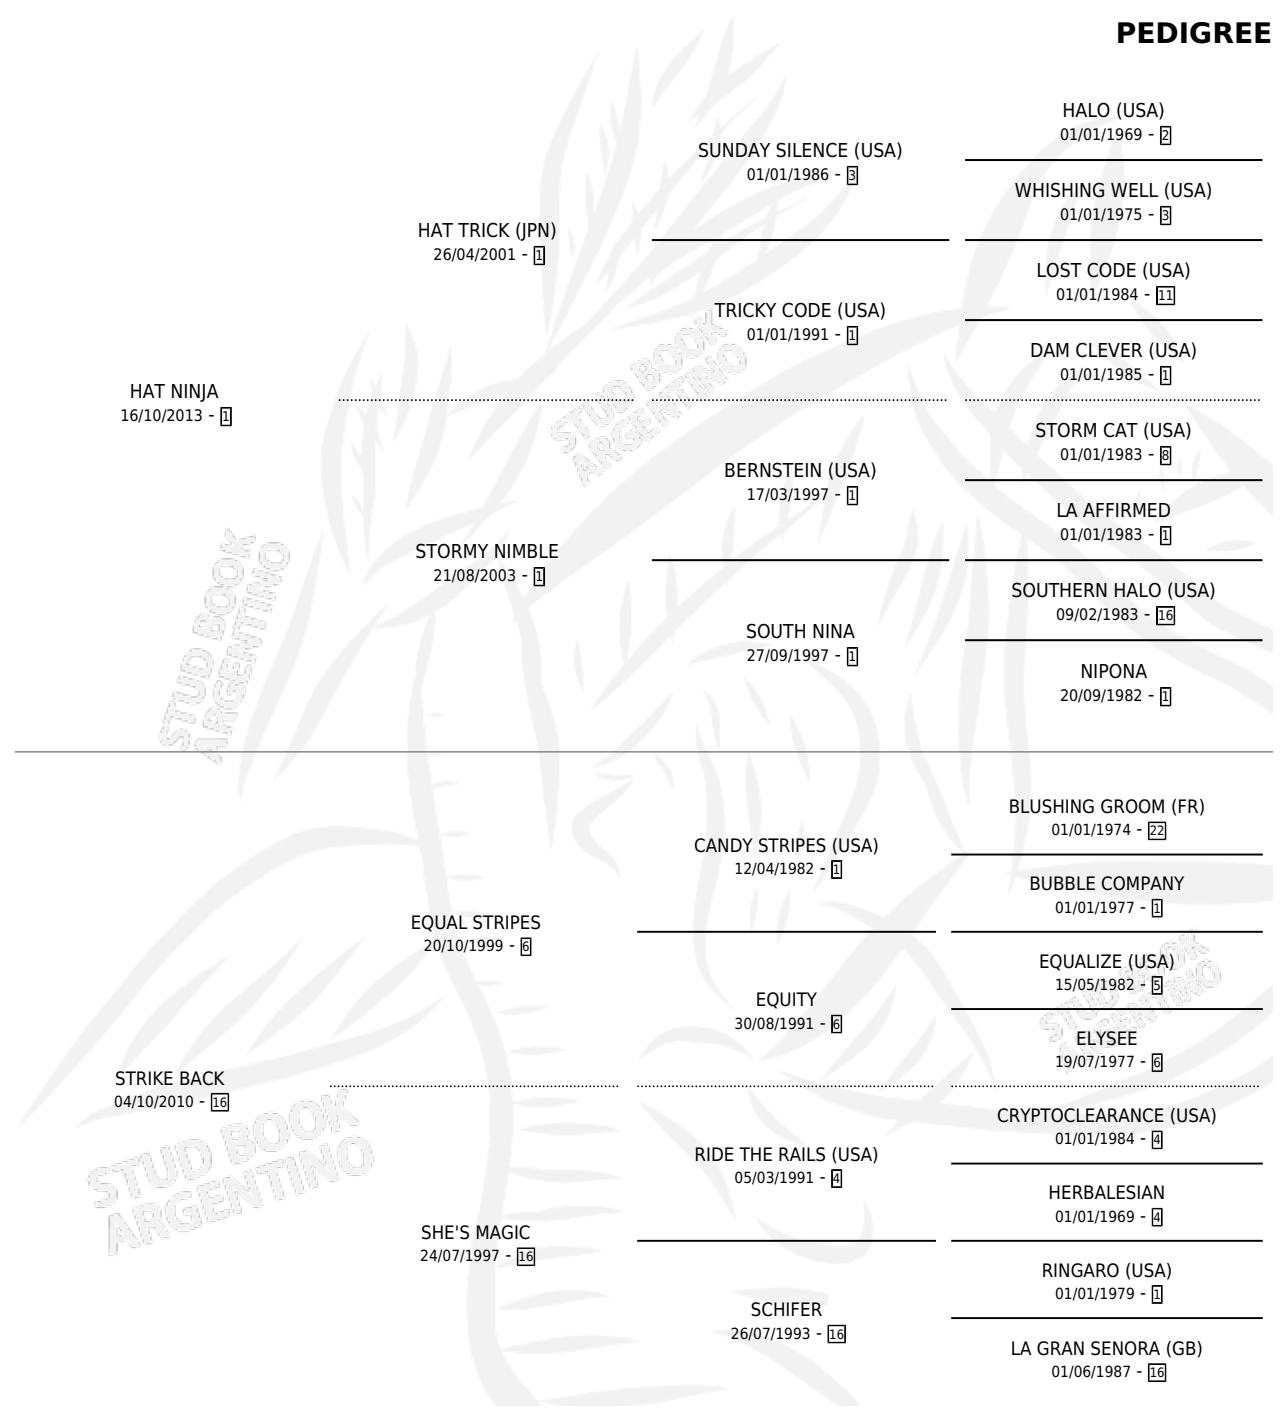 PEDIGREE
HALO (USA)
01/01/1969 - 2
SUNDAY SILENCE (USA)
01/01/1986 - 3
WHISHING WELL (USA)
01/01/1975 - 3
HAT TRICK (JPN)
26/04/2001 - 1
LOST CODE (USA)
01/01/1984 - 11
TRICKY CODE (USA)
01/01/1991 - 1
DAM CLEVER (USA)
01/01/1985 - 1
HAT NINJA
16/10/2013 - 1
STUD BOOK
ARGENTINO
STORM CAT (USA)
01/01/1983 - 8
BERNSTEIN (USA)
17/03/1997 - 1
LA AFFIRMED
01/01/1983 - 1
STORMY NIMBLE
21/08/2003 - 1
SOUTHERN HALO (USA)
09/02/1983 - 16
SOUTH NINA
27/09/1997 - 1
NIPONA
20/09/1982 - 1
STUD BOOK
ARGENTINO
BLUSHING GROOM (FR)
01/01/1974 - 22
CANDY STRIPES (USA)
12/04/1982 - 1
BUBBLE COMPANY
01/01/1977 - 1
EQUAL STRIPES
20/10/1999 - 6
EQUALIZE (USA)
15/05/1982 - 5
EQUITY
30/08/1991 - 6
ELYSEE
19/07/1977 - 6
STUD BOOK
ARGENTINO
STRIKE BACK
04/10/2010 - 16
CRYPTOCLEARANCE (USA)
01/01/1984 - 4
RIDE THE RAILS (USA)
05/03/1991 - 4
HERBALESIAN
01/01/1969 - 4
STUD BOOK
ARGENTINO
SHE'S MAGIC
24/07/1997 - 16
RINGARO (USA)
01/01/1979 - 1
SCHIFER
26/07/1993 - 16
LA GRAN SENORA (GB)
01/06/1987 - 16